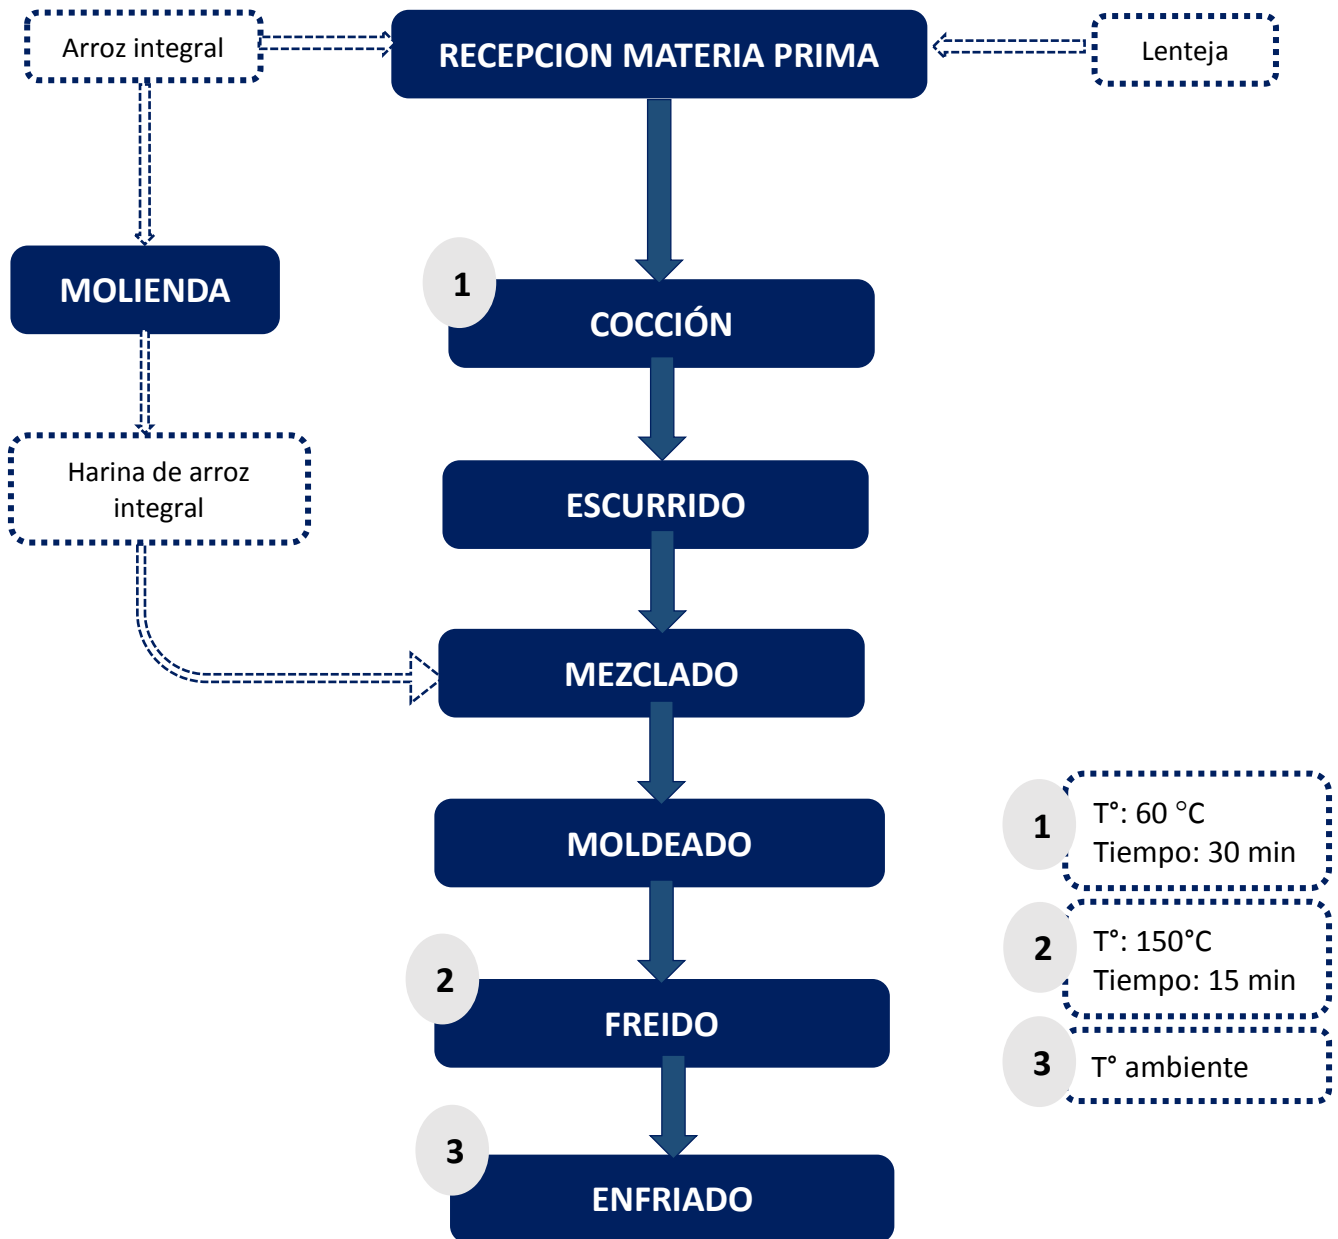 Arroz integral
RECEPCION MATERIA PRIMA
Lenteja
MOLIENDA
1
COCCIÓN
Harina de arroz
integral
ESCURRIDO
MEZCLADO
MOLDEADO
2
FREIDO
3
ENFRIADO
1
T°: 60 °C
Tiempo: 30 min
2
T°: 150°C
Tiempo: 15 min
3
T° ambiente